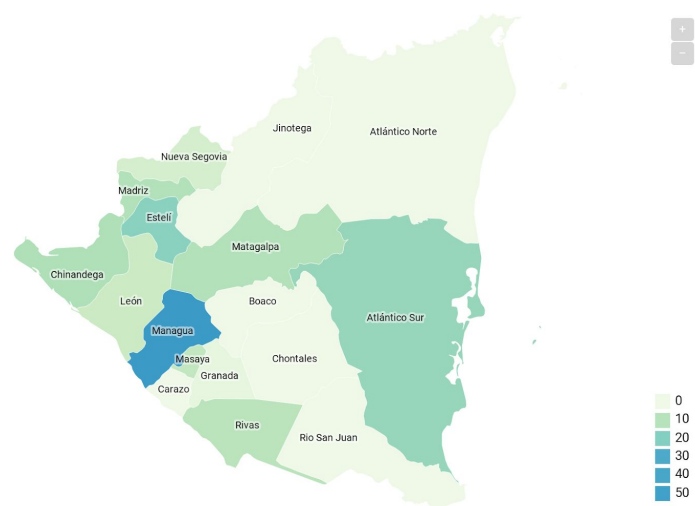 +
−
Jinotega
Atlántico Norte
Nueva Segovia
Madriz
Estelí
Matagalpa
Chinandega
León
Boaco
Atlántico Sur
Managua
Masaya
Chontales
Granada
Carazo
Rivas
Rio San Juan
0
10
20
30
40
50